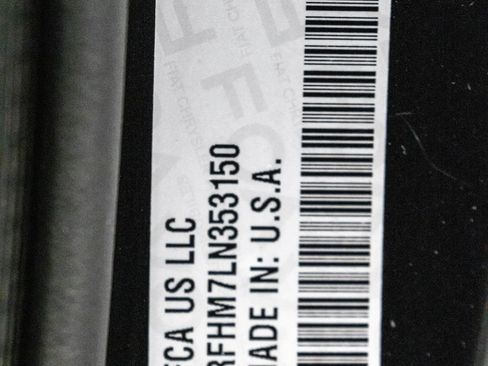 FCA US LLC
RFHM7LN353150
MADE IN: U.S.A.